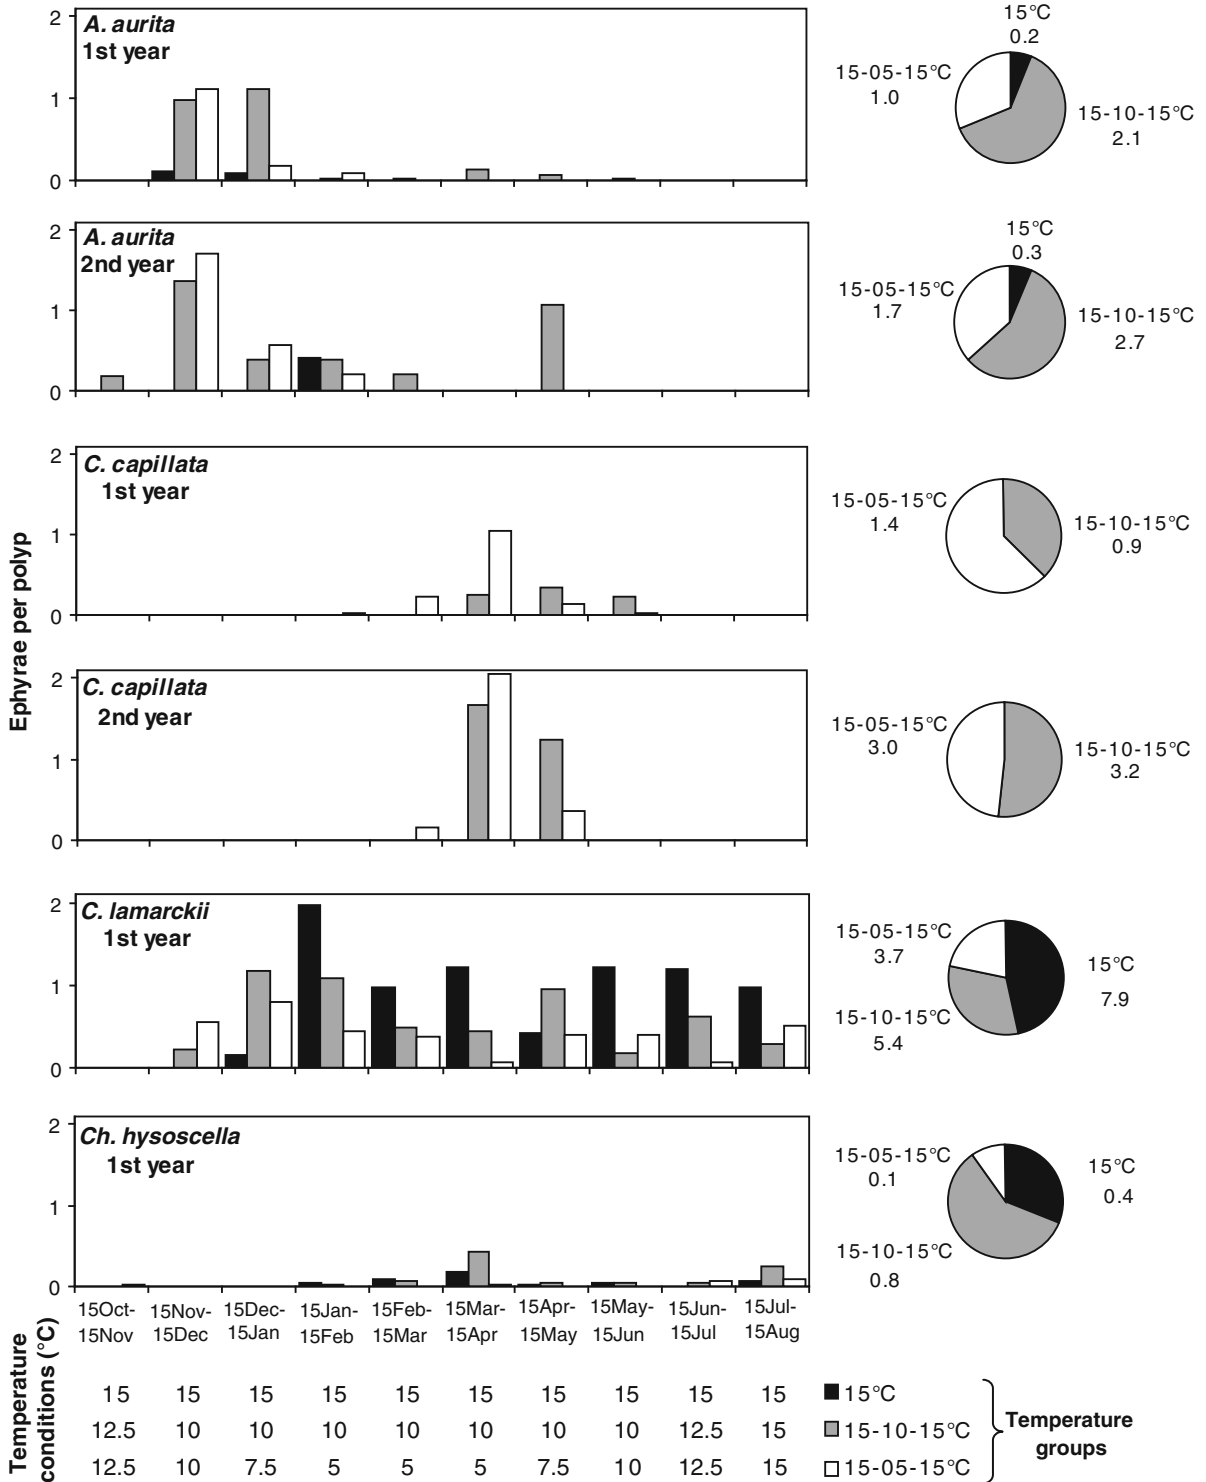 A. aurita
1st year
2
1
0
15°C
0.2
15-05-15°C
1.0
15-10-15°C
2.1
A. aurita
2nd year
2
1
0
15°C
0.3
15-05-15°C
1.7
15-10-15°C
2.7
C. capillata
1st year
2
1
0
15-05-15°C
1.4
15-10-15°C
0.9
Ephyrae per polyp
C. capillata
2nd year
2
1
0
15-05-15°C
3.0
15-10-15°C
3.2
C. lamarckii
1st year
2
1
0
15-05-15°C
3.7
15°C
7.9
15-10-15°C
5.4
Ch. hysoscella
1st year
2
1
0
15-05-15°C
0.1
15°C
0.4
15-10-15°C
0.8
15Oct-15Nov 15Nov-15Dec 15Dec-15Jan 15Jan-15Feb 15Feb-15Mar 15Mar-15Apr 15Apr-15May 15May-15Jun 15Jun-15Jul 15Jul-15Aug
Temperature
conditions (°C)
15 15 15 15 15 15 15 15 15 15 15°C
12.5 10 10 10 10 10 10 10 12.5 15 15-10-15°C
12.5 10 7.5 5 5 5 7.5 10 12.5 15 15-05-15°C
Temperature
groups